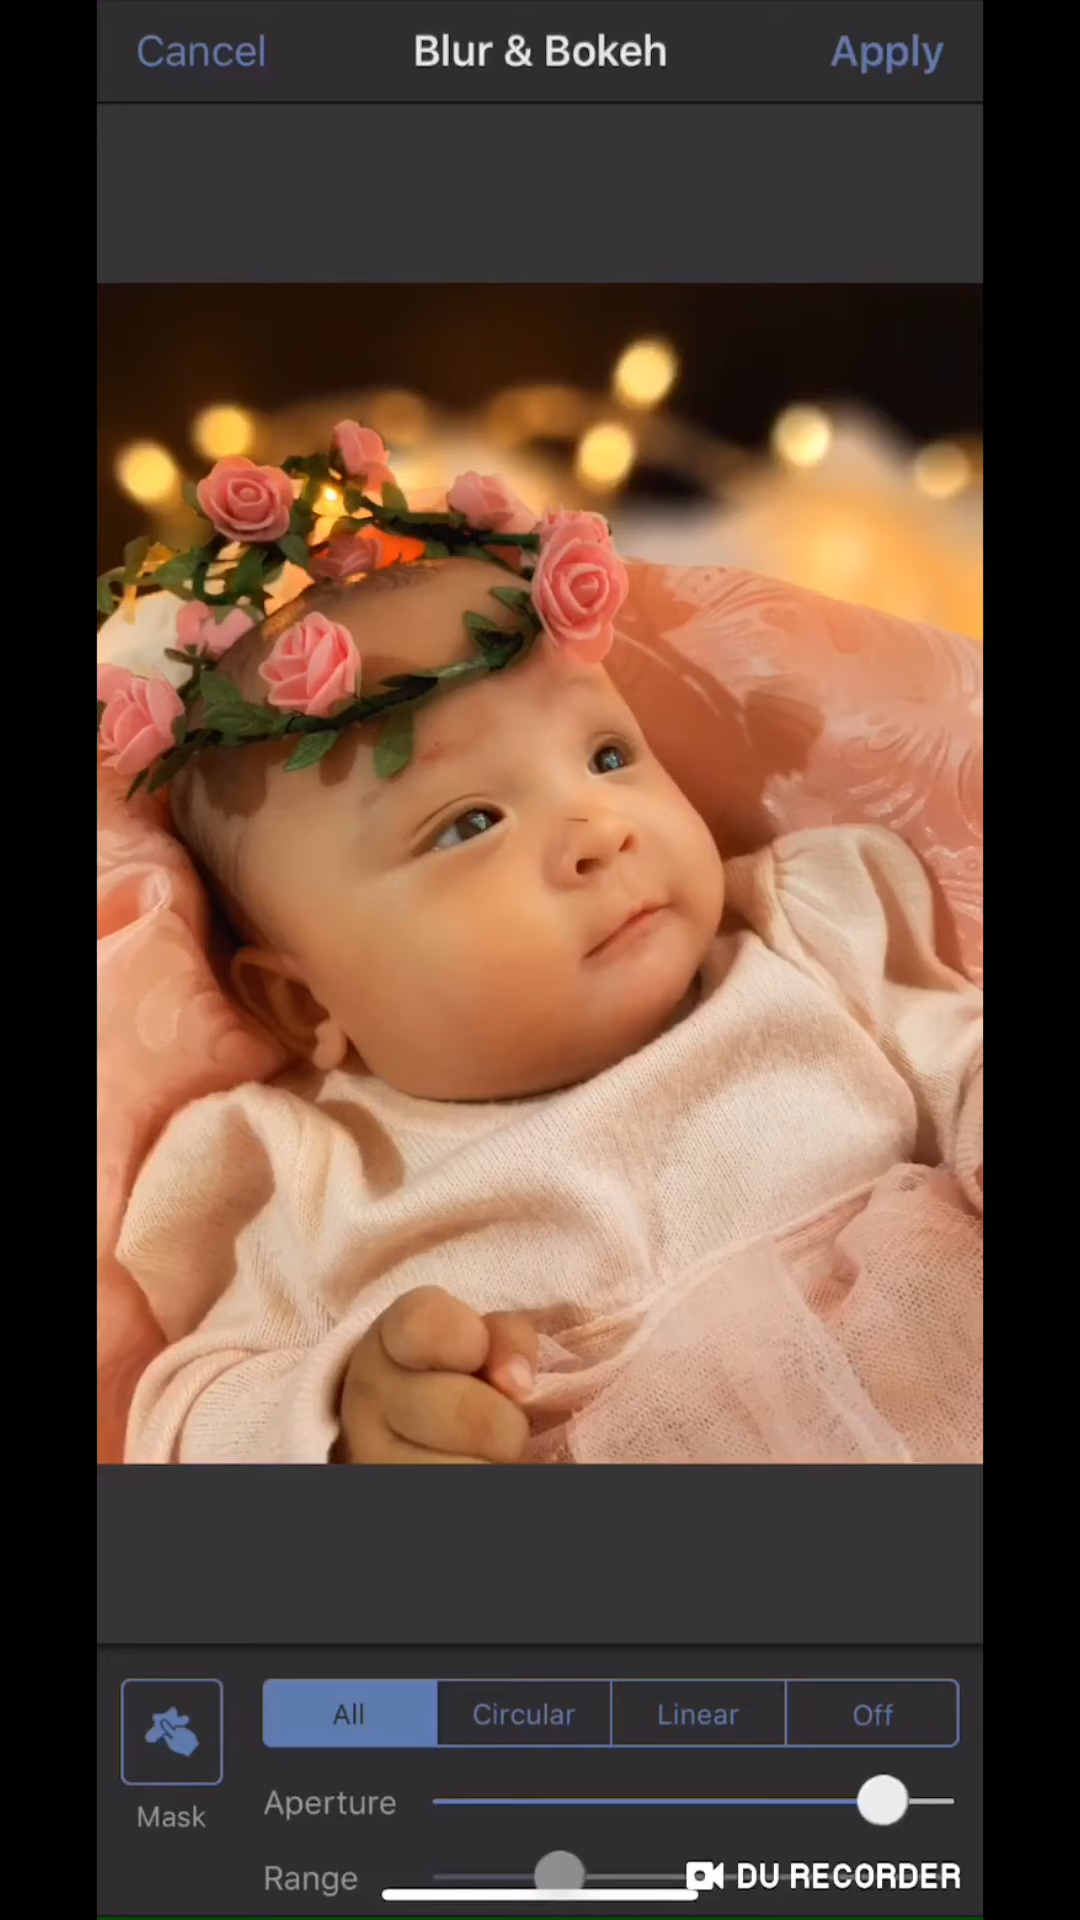 Cancel Blur & Bokeh Apply
All Circular Linear Off
Mask
Aperture
Range
DU RECORDER